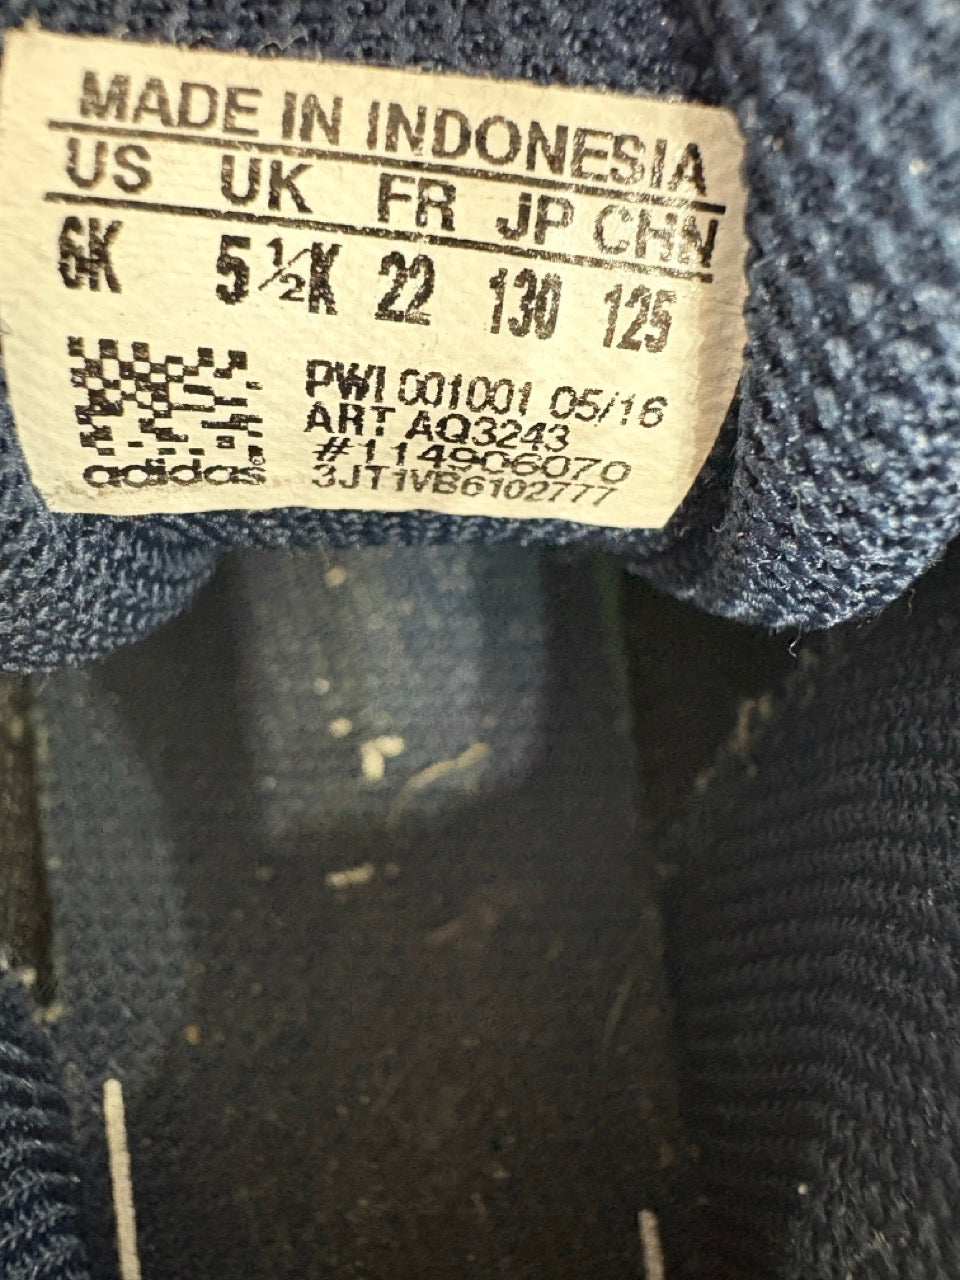 MADE IN INDONESIA
US UK FR JP CHN
6K 5½K 22 130 125
PWI 001001 05/16
ART AQ3243
#114906070
adidas 3JT1VB6102777